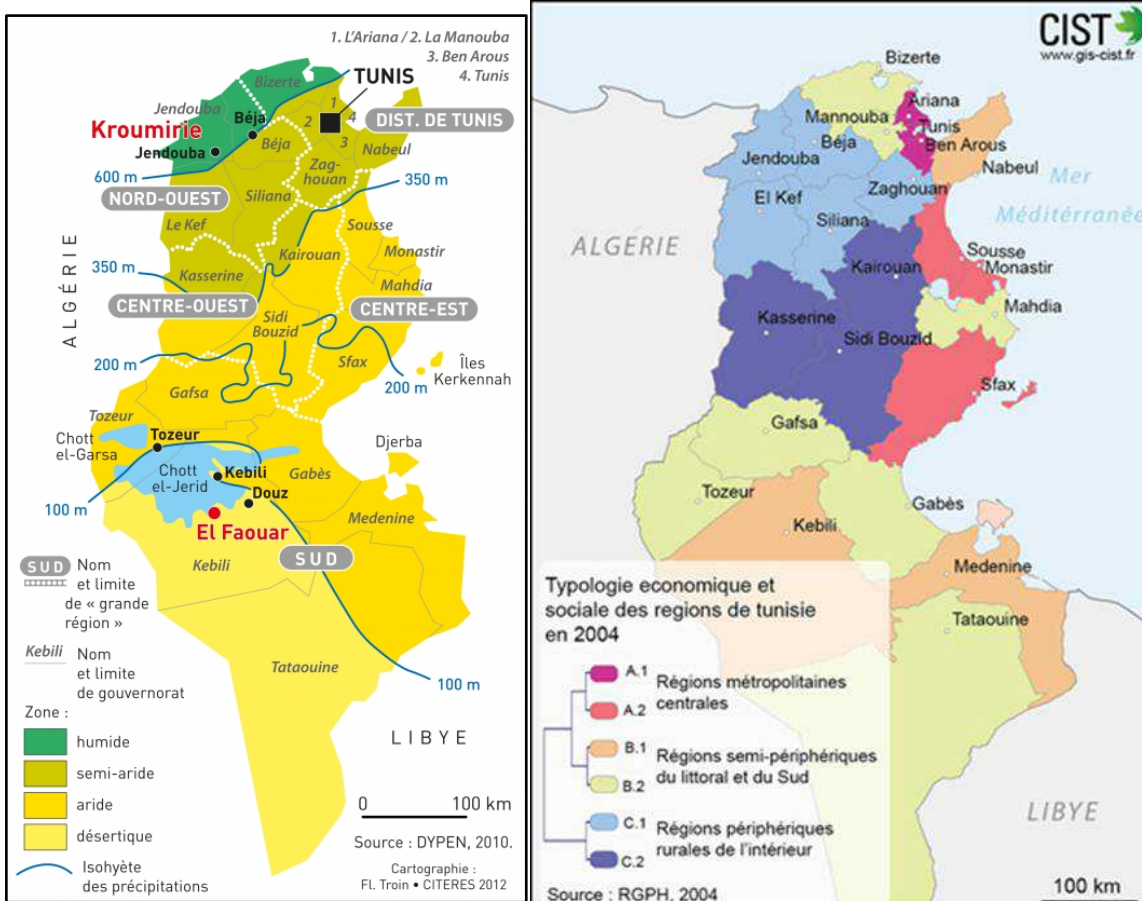 1. L'Ariana / 2. La Manouba
3. Ben Arous
4. Tunis
Bizerte
TUNIS
Jendouba
1
Kroumirie
Béja
2
4
DIST. DE TUNIS
Jendouba
Béja
3
Nabeul
600 m
Zag-
houan
350 m
NORD-OUEST
Siliana
Le Kef
Sousse
ALGÉRIE
350 m
Kairouan
Monastir
Kasserine
Mahdia
CENTRE-OUEST
CENTRE-EST
Sidi
Bouzid
200 m
Sfax
Îles
Kerkennah
200 m
Gafsa
Tozeur
Chott
el-Garsa
Tozeur
Djerba
Chott
el-Jerid
Kebili
Gabès
100 m
Douz
Medenine
El Faouar
SUD
Kebili
SUD
Nom
et limite
de « grande
région »
Kebili
Nom
et limite
de gouvernorat
Tataouine
100 m
Zone :
humide
semi-aride
aride
désertique
Isohyète
des précipitations
LIBYE
0 100 km
Source : DYPEN, 2010.
Cartographie :
Fl. Troin • CITERES 2012
CIST
www.gis-cist.fr
Bizerte
Ariana
Mannouba
Tunis
Béja
Ben Arous
Jendouba
Nabeul
Zaghouan
Mer
Méditérranée
El Kef
Siliana
ALGÉRIE
Sousse
Kairouan
Monastir
Mahdia
Kasserine
Sidi Bouzid
Sfax
Gafsa
Tozeur
Gabès
Kebili
Medenine
Tataouine
Typologie economique et
sociale des regions de tunisie
en 2004
A.1
Régions métropolitaines
centrales
A.2
B.1
Régions semi-périphériques
du littoral et du Sud
B.2
C.1
Régions périphériques
rurales de l'intérieur
C.2
LIBYE
Source : RGPH, 2004
100 km